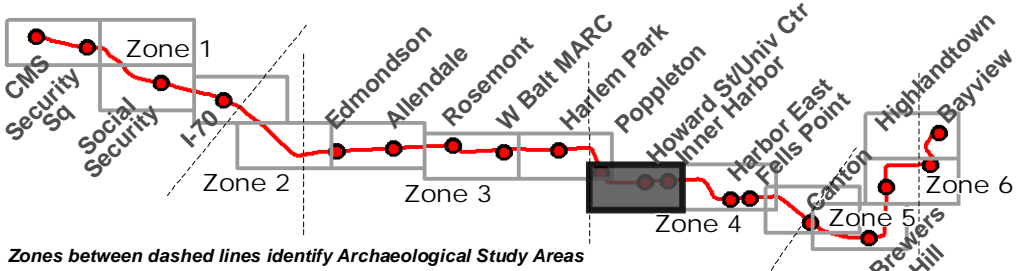 CMS
Security
Sq
Social
Security
I-70
Edmondson
Allendale
Rosemont
W Balt MARC
Harlem Park
Poppleton
Howard St/Univ Ctr
Inner Harbor
Harbor East
Fells Point
Canton
Brewers
Hill
Highlandtown
Bayview
Zone 1
Zone 2
Zone 3
Zone 4
Zone 5
Zone 6
Zones between dashed lines identify Archaeological Study Areas